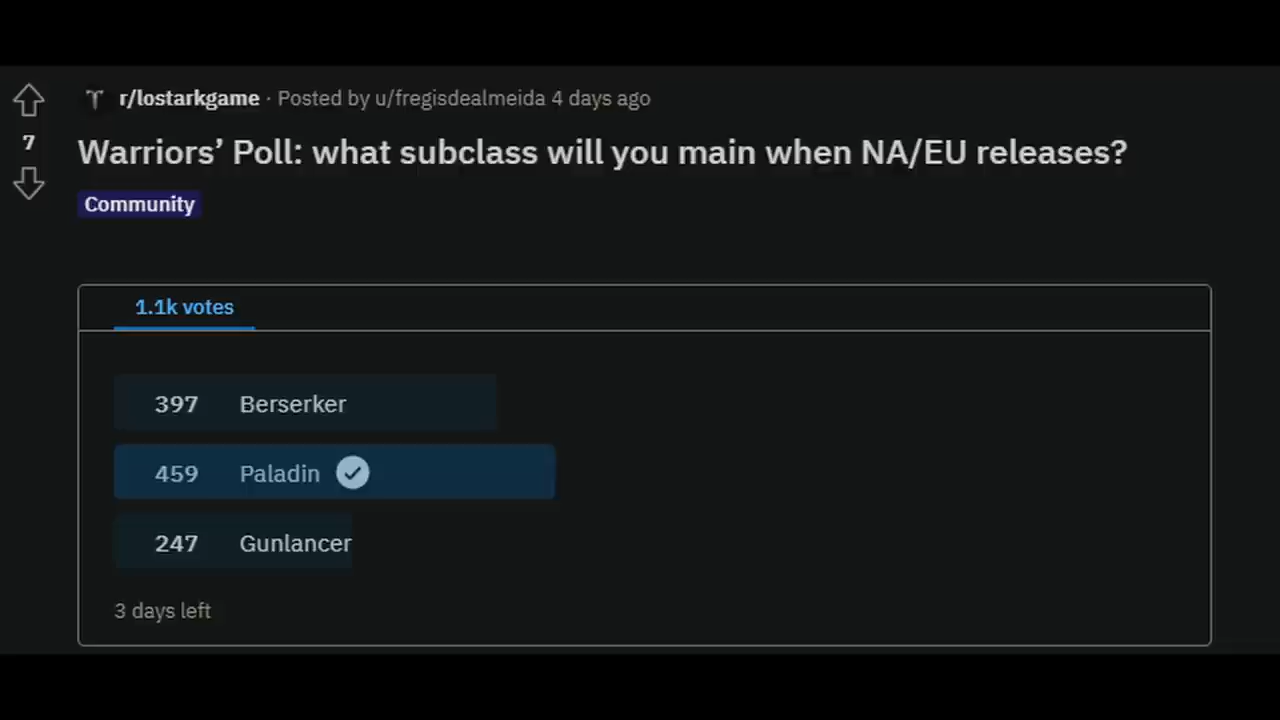 r/lostarkgame · Posted by u/fregisdealmeida 4 days ago
7
Warriors’ Poll: what subclass will you main when NA/EU releases?
Community
1.1k votes
397 Berserker
459 Paladin
247 Gunlancer
3 days left